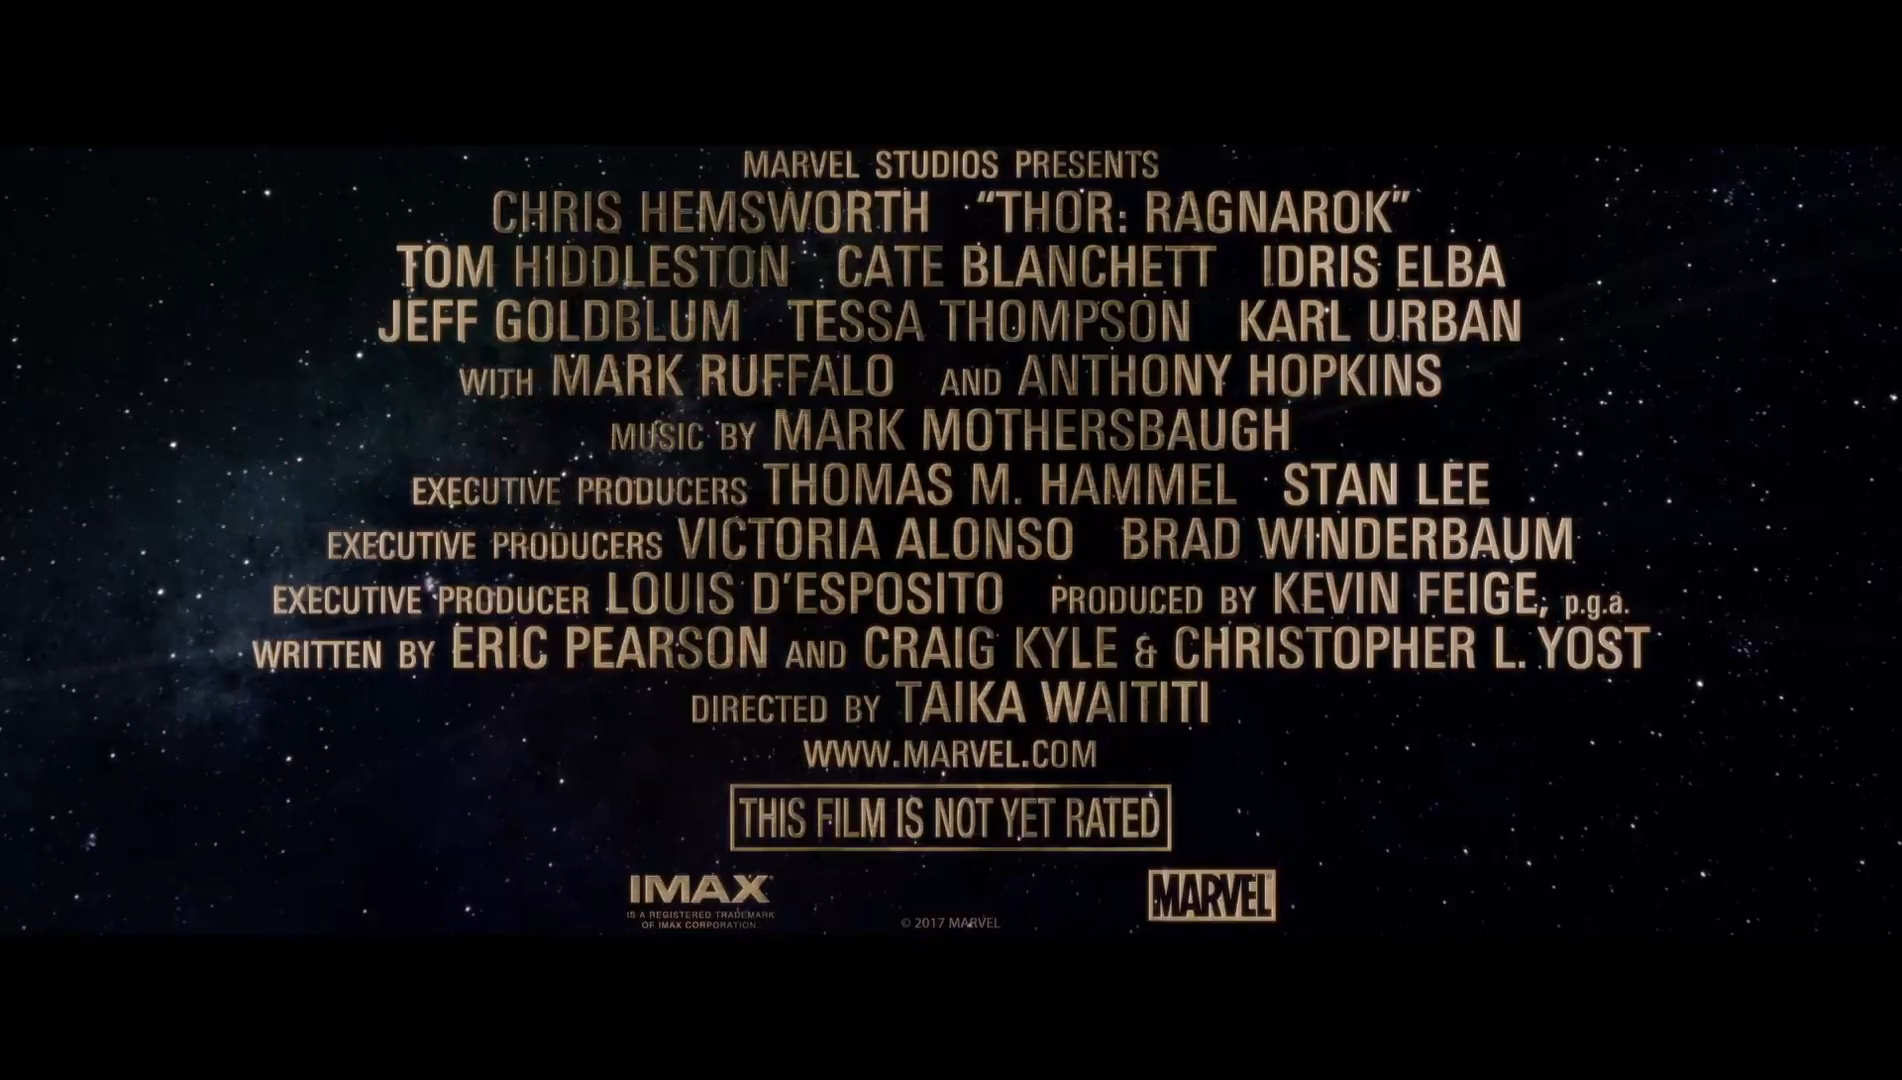 MARVEL STUDIOS PRESENTS
CHRIS HEMSWORTH “THOR: RAGNAROK”
TOM HIDDLESTON CATE BLANCHETT IDRIS ELBA
JEFF GOLDBLUM TESSA THOMPSON KARL URBAN
WITH MARK RUFFALO AND ANTHONY HOPKINS
MUSIC BY MARK MOTHERSBAUGH
EXECUTIVE PRODUCERS THOMAS M. HAMMEL STAN LEE
EXECUTIVE PRODUCERS VICTORIA ALONSO BRAD WINDERBAUM
EXECUTIVE PRODUCER LOUIS D’ESPOSITO PRODUCED BY KEVIN FEIGE, p.g.a.
WRITTEN BY ERIC PEARSON AND CRAIG KYLE & CHRISTOPHER L. YOST
DIRECTED BY TAIKA WAITITI
WWW.MARVEL.COM
THIS FILM IS NOT YET RATED
IMAX
IS A REGISTERED TRADEMARK
OF IMAX CORPORATION.
© 2017 MARVEL
MARVEL